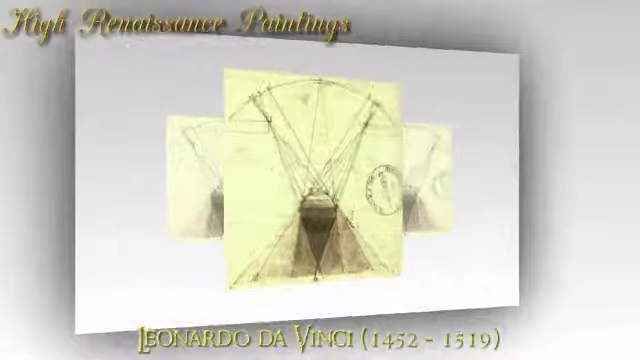 High Renaissance Paintings
Leonardo da Vinci (1452 - 1519)